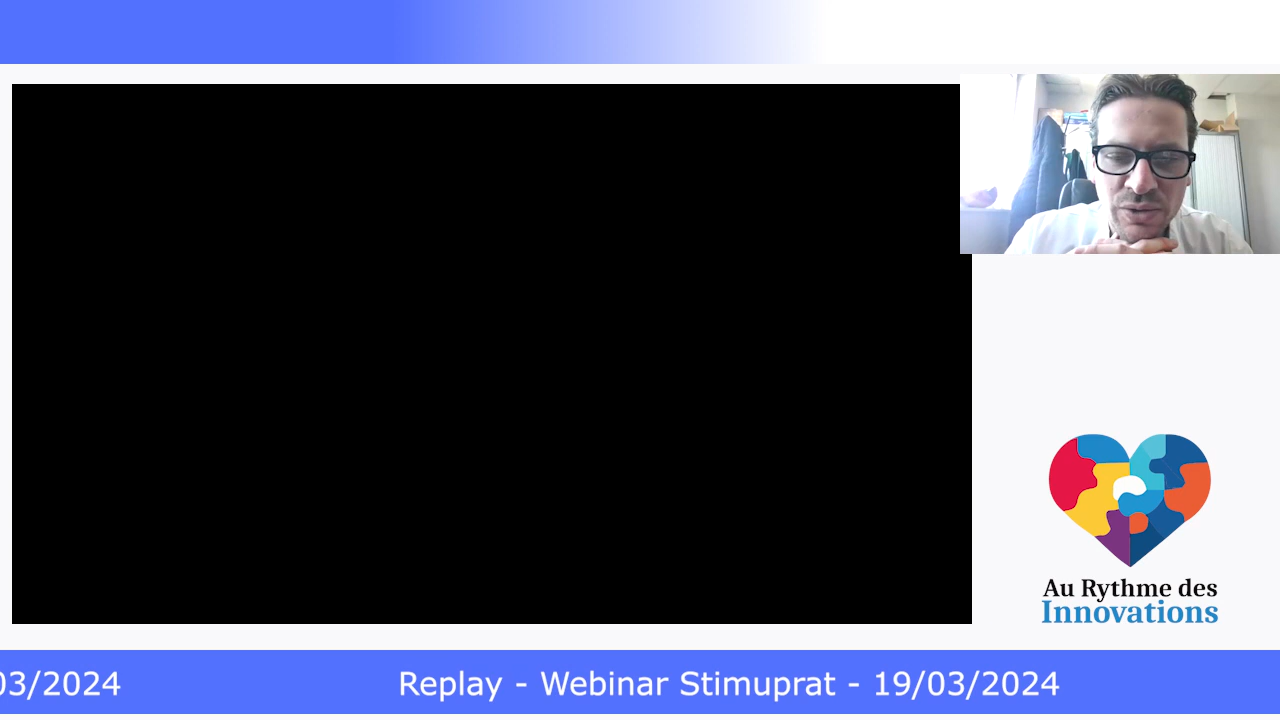 Au Rythme des
Innovations
03/2024 Replay - Webinar Stimuprat - 19/03/2024